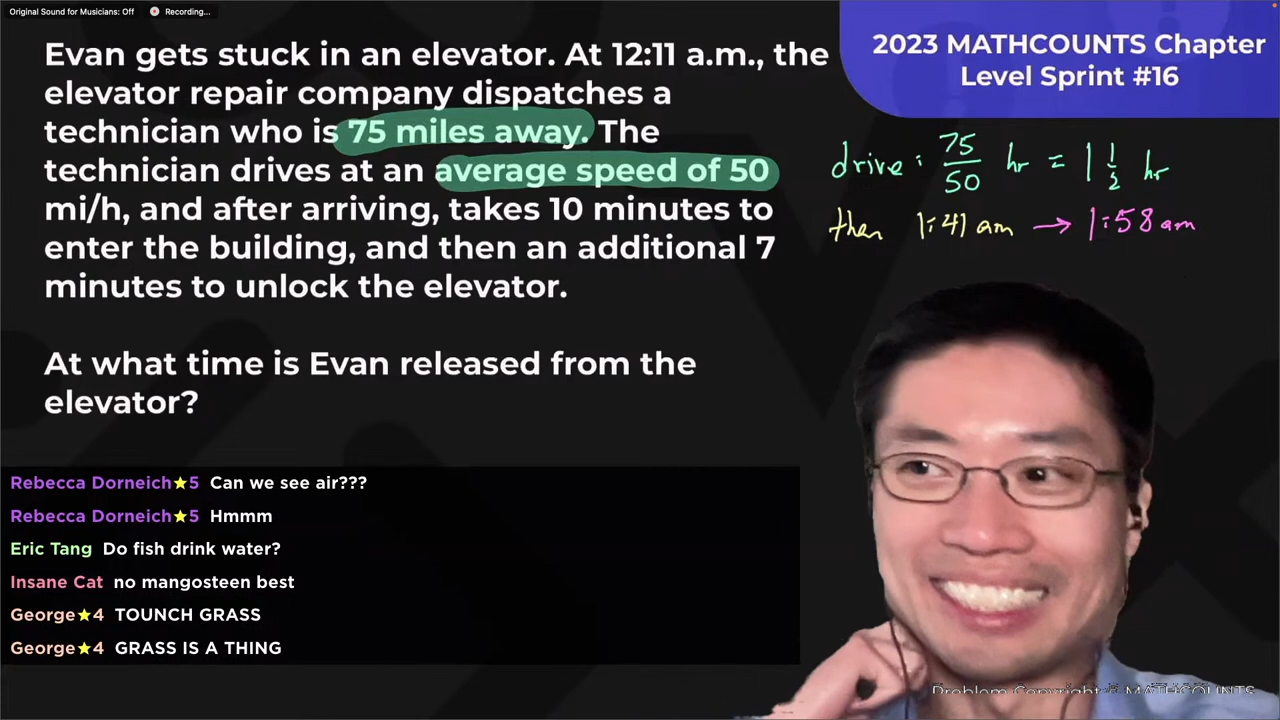 Original Sound for Musicians: Off
Recording...
Evan gets stuck in an elevator. At 12:11 a.m., the
elevator repair company dispatches a
technician who is 75 miles away. The
technician drives at an average speed of 50
mi/h, and after arriving, takes 10 minutes to
enter the building, and then an additional 7
minutes to unlock the elevator.
At what time is Evan released from the
elevator?
2023 MATHCOUNTS Chapter
Level Sprint #16
drive: 75/50 hr = 1 1/2 hr
then 1:41 am → 1:58 am
Rebecca Dorneich★5 Can we see air???
Rebecca Dorneich★5 Hmmm
Eric Tang Do fish drink water?
Insane Cat no mangosteen best
George★4 TOUNCH GRASS
George★4 GRASS IS A THING
Problem Copyright © MATHCOUNTS